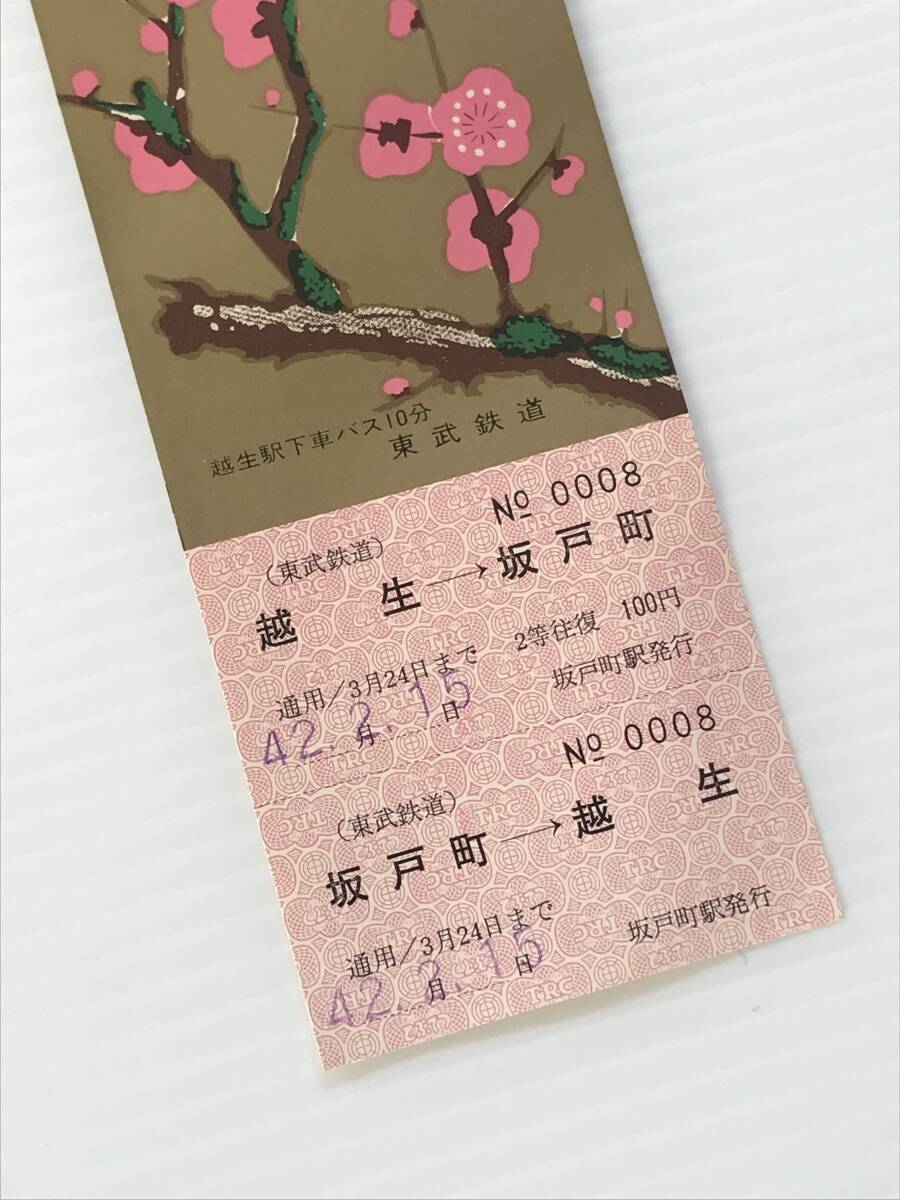 越生駅下車バス10分
東武鉄道
№ 0008
(東武鉄道)
越生→坂戸町
2等往復 100円
通用/3月24日まで
坂戸町駅発行
42.2.15
月 日
№ 0008
(東武鉄道)
坂戸町→越生
通用/3月24日まで
坂戸町駅発行
42.2.15
月 日